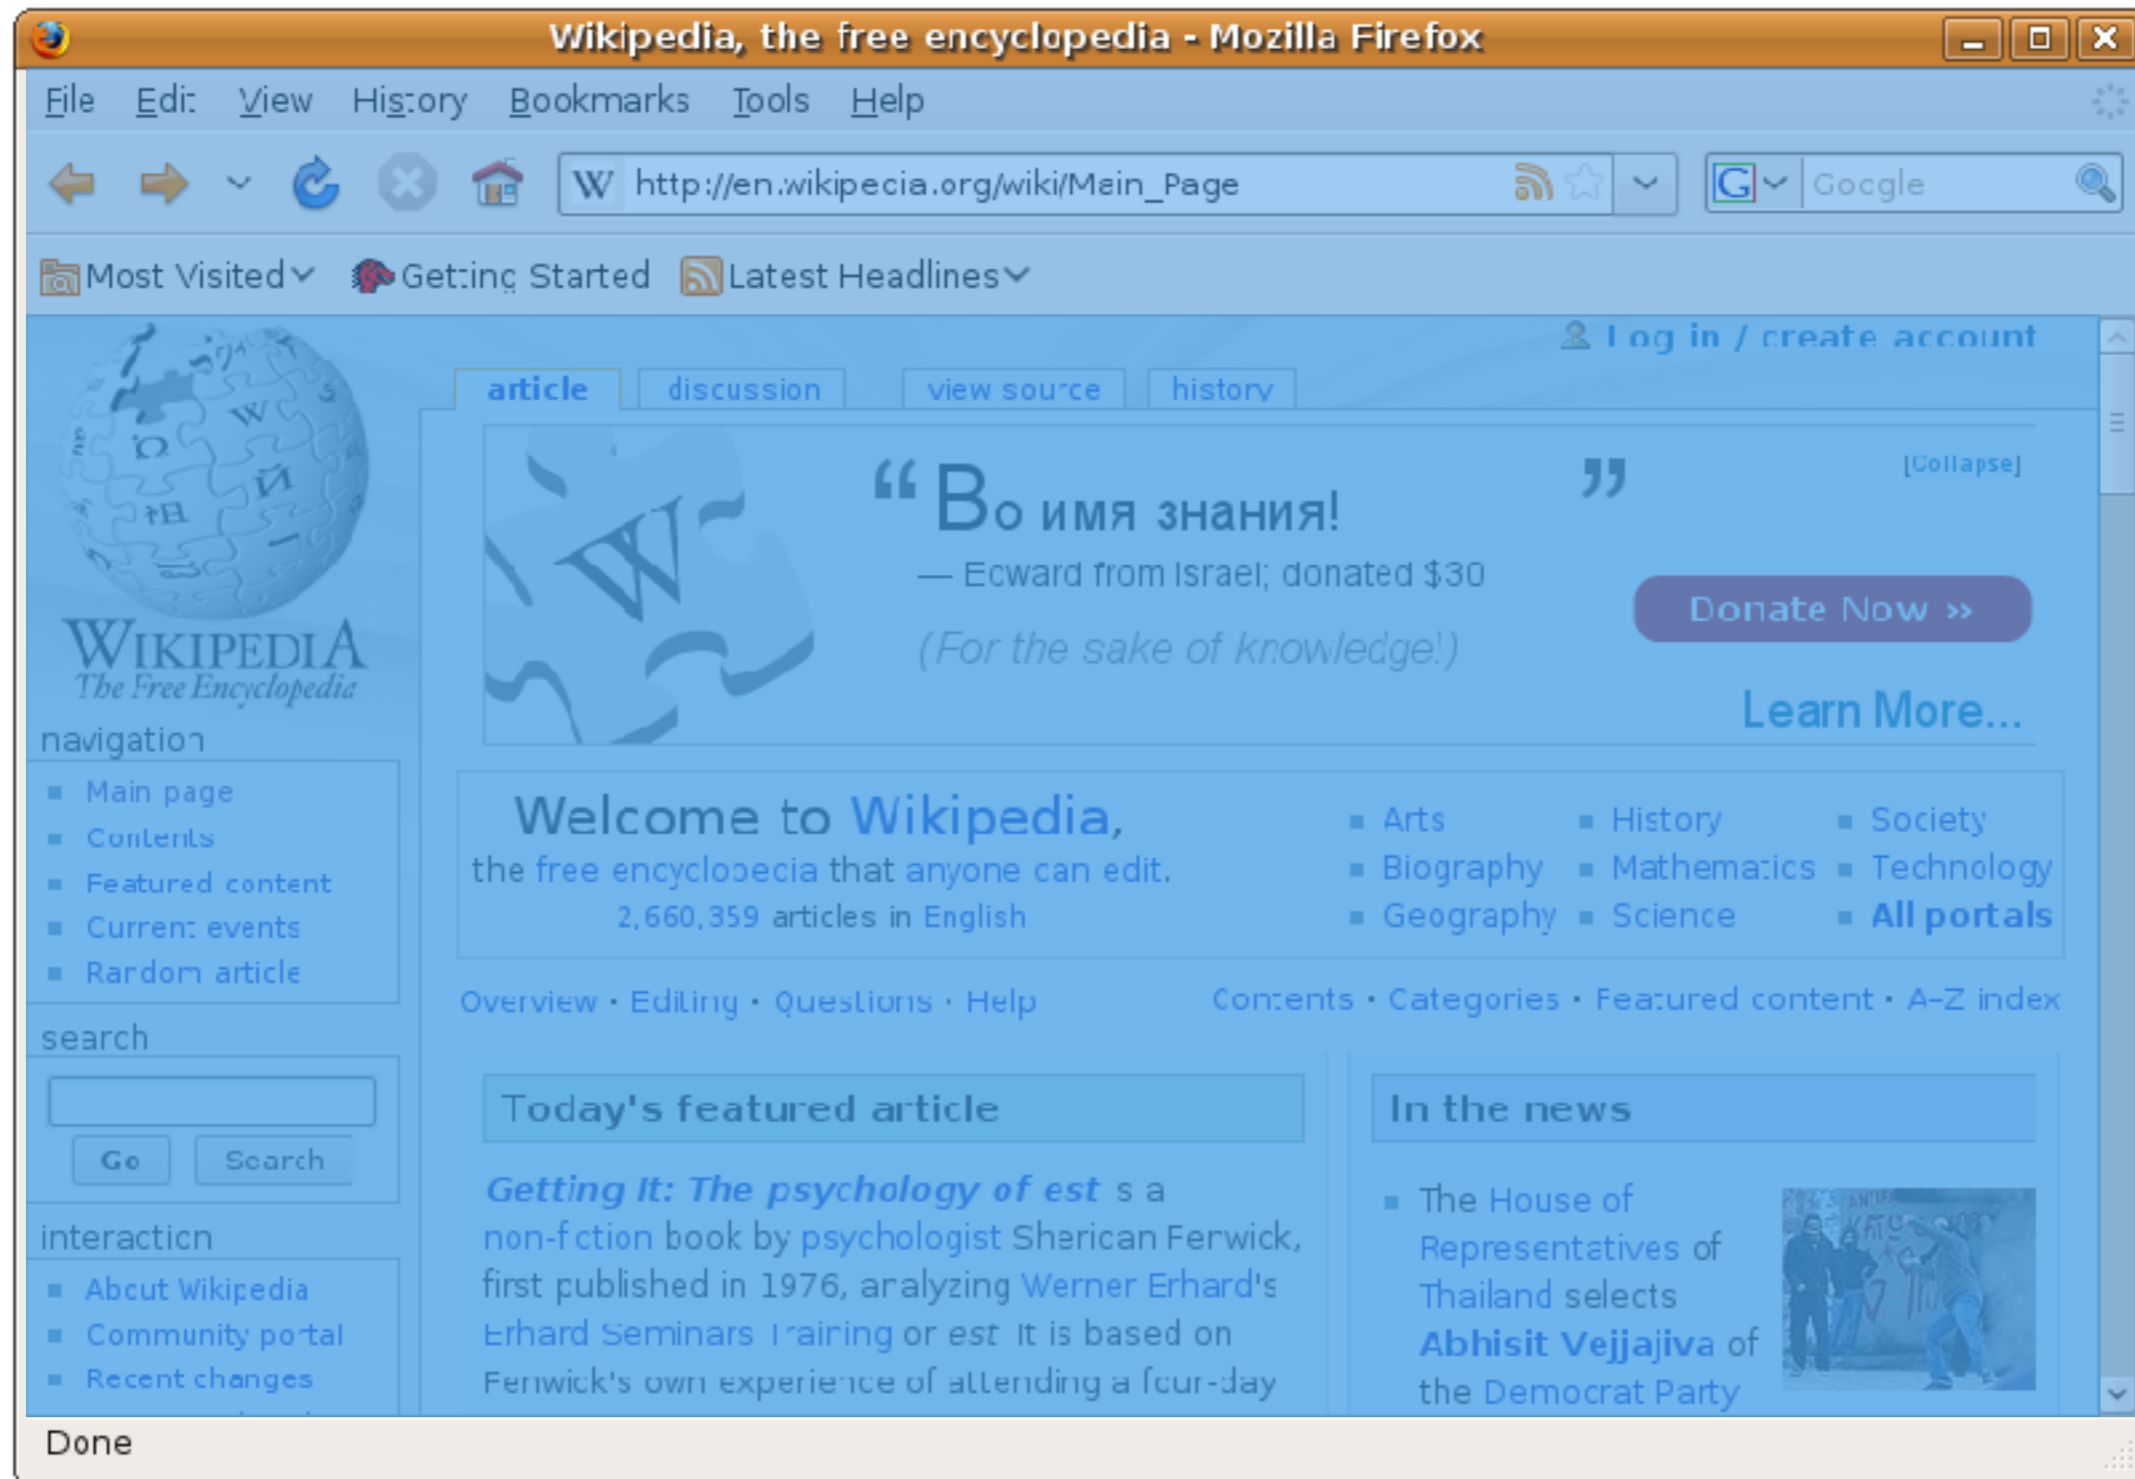 Wikipedia, the free encyclopedia - Mozilla Firefox
File Edit View History Bookmarks Tools Help
W http://en.wikipecia.org/wiki/Main_Page G Google
Most Visited Getting Started Latest Headlines
Log in / create account
article discussion view source history
“ Во имя знания! ” [Collapse]
— Ecward from Israel; donated $30
Donate Now »
(For the sake of knowledge!)
Learn More...
WIKIPEDIA
The Free Encyclopedia
navigation
Main page
Contents
Featured content
Current events
Random article
search
Go Search
interaction
About Wikipedia
Community portal
Recent changes
Welcome to Wikipedia,
the free encyclopecia that anyone can edit.
2,660,359 articles in English
Arts History Society
Biography Mathematics Technology
Geography Science All portals
Overview · Editing · Questions · Help
Contents · Categories · Featured content · A–Z index
Today's featured article
Getting It: The psychology of est s a
non-fction book by psychologist Sherican Ferwick,
first published in 1976, analyzing Werner Erhard's
Erhard Seminars Training or est It is based on
Fenwick's own experience of attending a four-day
In the news
The House of
Representatives of
Thailand selects
Abhisit Vejjajiva of
the Democrat Party
Done